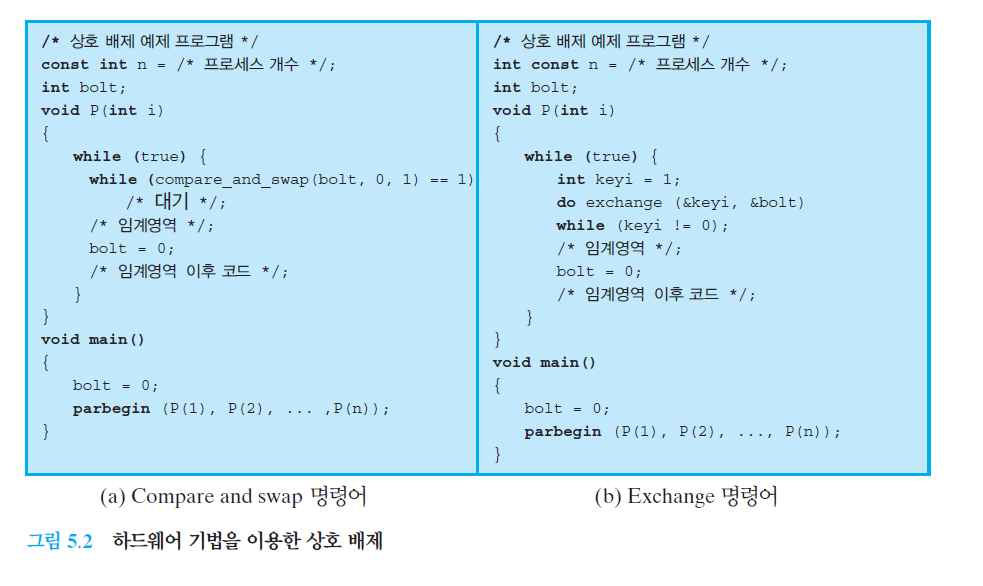 /* 상호 배제 예제 프로그램 */
const int n = /* 프로세스 개수 */;
int bolt;
void P(int i)
{
while (true) {
while (compare_and_swap(bolt, 0, 1) == 1)
/* 대기 */;
/* 임계영역 */;
bolt = 0;
/* 임계영역 이후 코드 */;
}
}
void main()
{
bolt = 0;
parbegin (P(1), P(2), ... ,P(n));
}
/* 상호 배제 예제 프로그램 */
int const n = /* 프로세스 개수 */;
int bolt;
void P(int i)
{
while (true) {
int keyi = 1;
do exchange (&keyi, &bolt)
while (keyi != 0);
/* 임계영역 */;
bolt = 0;
/* 임계영역 이후 코드 */;
}
}
void main()
{
bolt = 0;
parbegin (P(1), P(2), ..., P(n));
}
(a) Compare and swap 명령어
(b) Exchange 명령어
그림 5.2 하드웨어 기법을 이용한 상호 배제